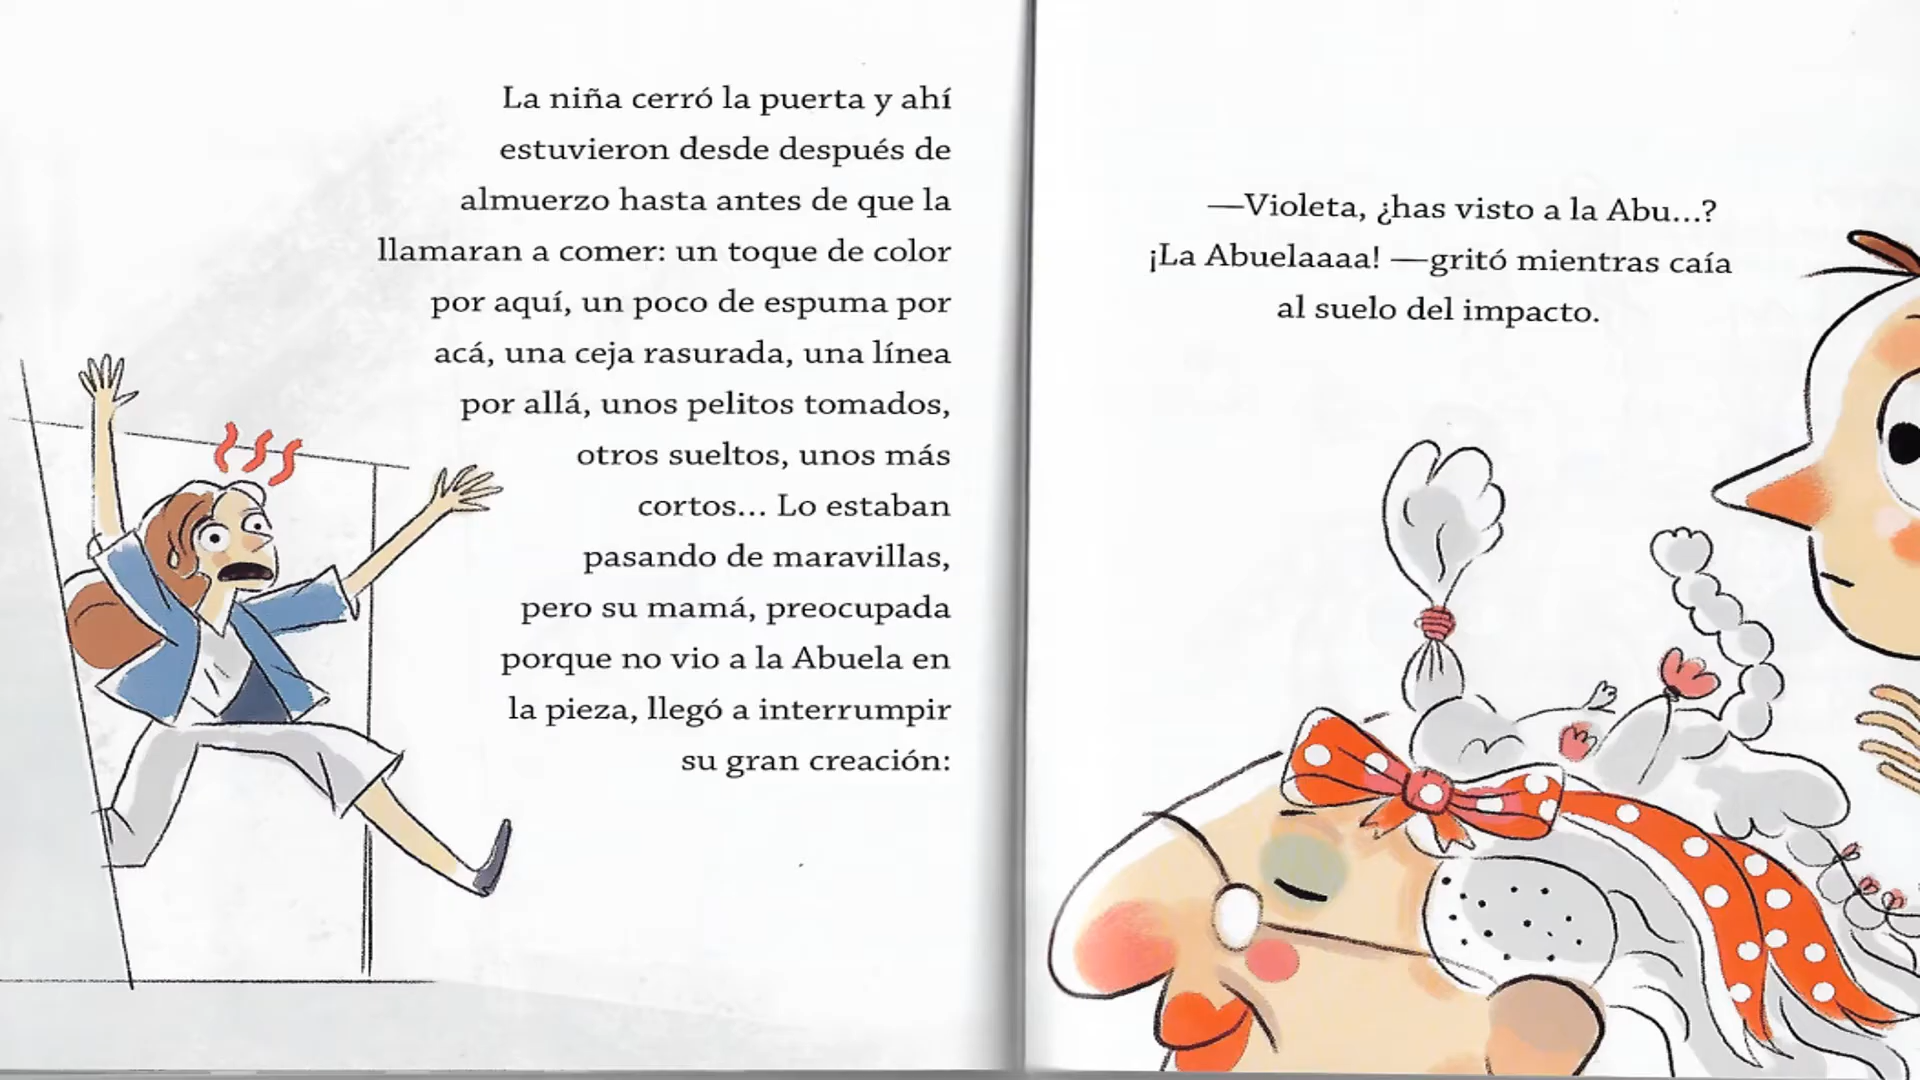 La niña cerró la puerta y ahí
estuvieron desde después de
almuerzo hasta antes de que la
llamaran a comer: un toque de color
por aquí, un poco de espuma por
acá, una ceja rasurada, una línea
por allá, unos pelitos tomados,
otros sueltos, unos más
cortos... Lo estaban
pasando de maravillas,
pero su mamá, preocupada
porque no vio a la Abuela en
la pieza, llegó a interrumpir
su gran creación:
—Violeta, ¿has visto a la Abu...?
¡La Abuelaaaa! —gritó mientras caía
al suelo del impacto.